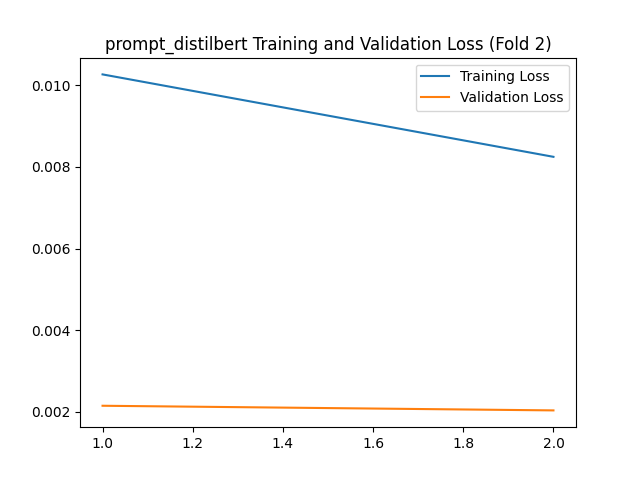 prompt_distilbert Training and Validation Loss (Fold 2)
Training Loss
Validation Loss
0.010
0.008
0.006
0.004
0.002
1.0 1.2 1.4 1.6 1.8 2.0